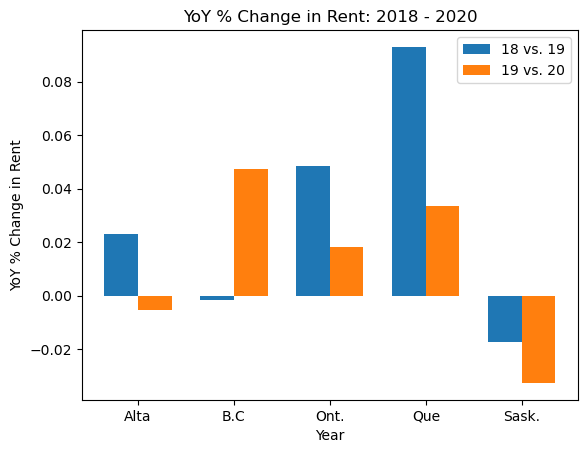 YoY % Change in Rent: 2018 - 2020
18 vs. 19
19 vs. 20
YoY % Change in Rent
0.08
0.06
0.04
0.02
0.00
−0.02
Alta
B.C
Ont.
Que
Sask.
Year